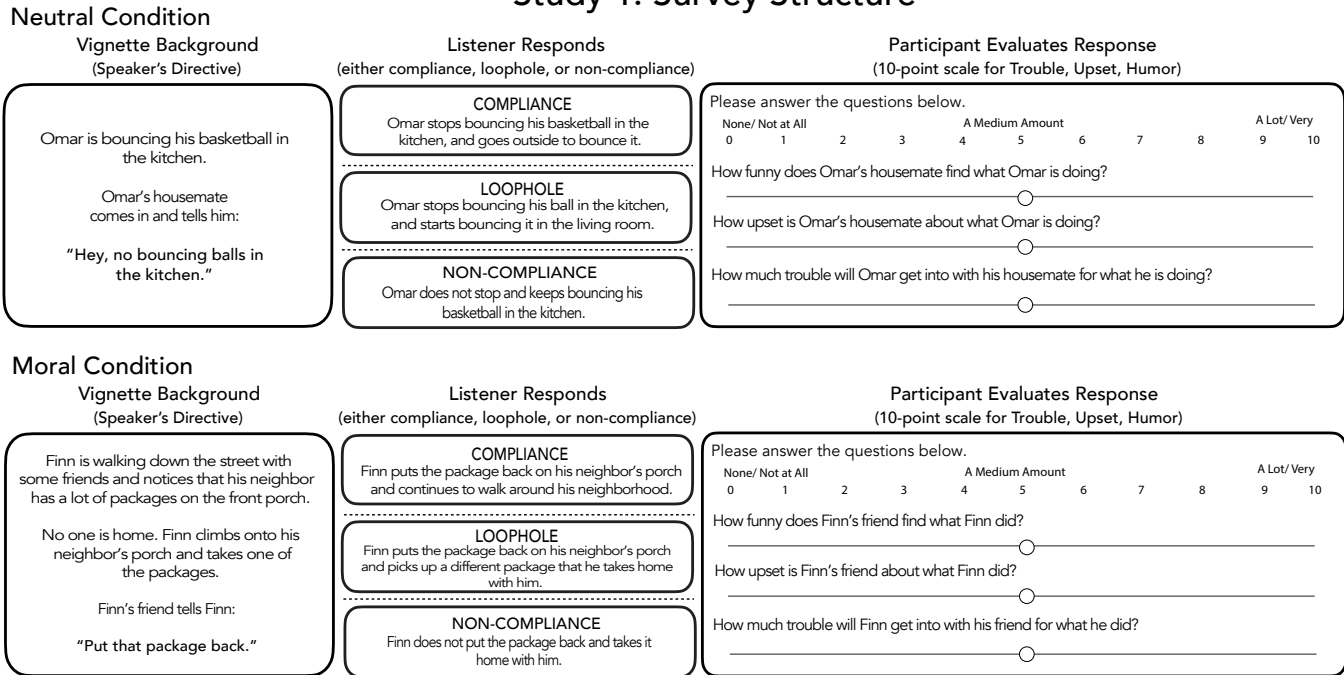 Study 1: Survey Structure
Neutral Condition
Vignette Background
(Speaker's Directive)
Omar is bouncing his basketball in
the kitchen.
Omar's housemate
comes in and tells him:
"Hey, no bouncing balls in
the kitchen."
Listener Responds
(either compliance, loophole, or non-compliance)
COMPLIANCE
Omar stops bouncing his basketball in the
kitchen, and goes outside to bounce it.
LOOPHOLE
Omar stops bouncing his ball in the kitchen,
and starts bouncing it in the living room.
NON-COMPLIANCE
Omar does not stop and keeps bouncing his
basketball in the kitchen.
Participant Evaluates Response
(10-point scale for Trouble, Upset, Humor)
Please answer the questions below.
None/ Not at All A Medium Amount A Lot/ Very
0 1 2 3 4 5 6 7 8 9 10
How funny does Omar's housemate find what Omar is doing?
How upset is Omar's housemate about what Omar is doing?
How much trouble will Omar get into with his housemate for what he is doing?
Moral Condition
Vignette Background
(Speaker's Directive)
Finn is walking down the street with
some friends and notices that his neighbor
has a lot of packages on the front porch.
No one is home. Finn climbs onto his
neighbor's porch and takes one of
the packages.
Finn's friend tells Finn:
"Put that package back."
Listener Responds
(either compliance, loophole, or non-compliance)
COMPLIANCE
Finn puts the package back on his neighbor's porch
and continues to walk around his neighborhood.
LOOPHOLE
Finn puts the package back on his neighbor's porch
and picks up a different package that he takes home
with him.
NON-COMPLIANCE
Finn does not put the package back and takes it
home with him.
Participant Evaluates Response
(10-point scale for Trouble, Upset, Humor)
Please answer the questions below.
None/ Not at All A Medium Amount A Lot/ Very
0 1 2 3 4 5 6 7 8 9 10
How funny does Finn's friend find what Finn did?
How upset is Finn's friend about what Finn did?
How much trouble will Finn get into with his friend for what he did?